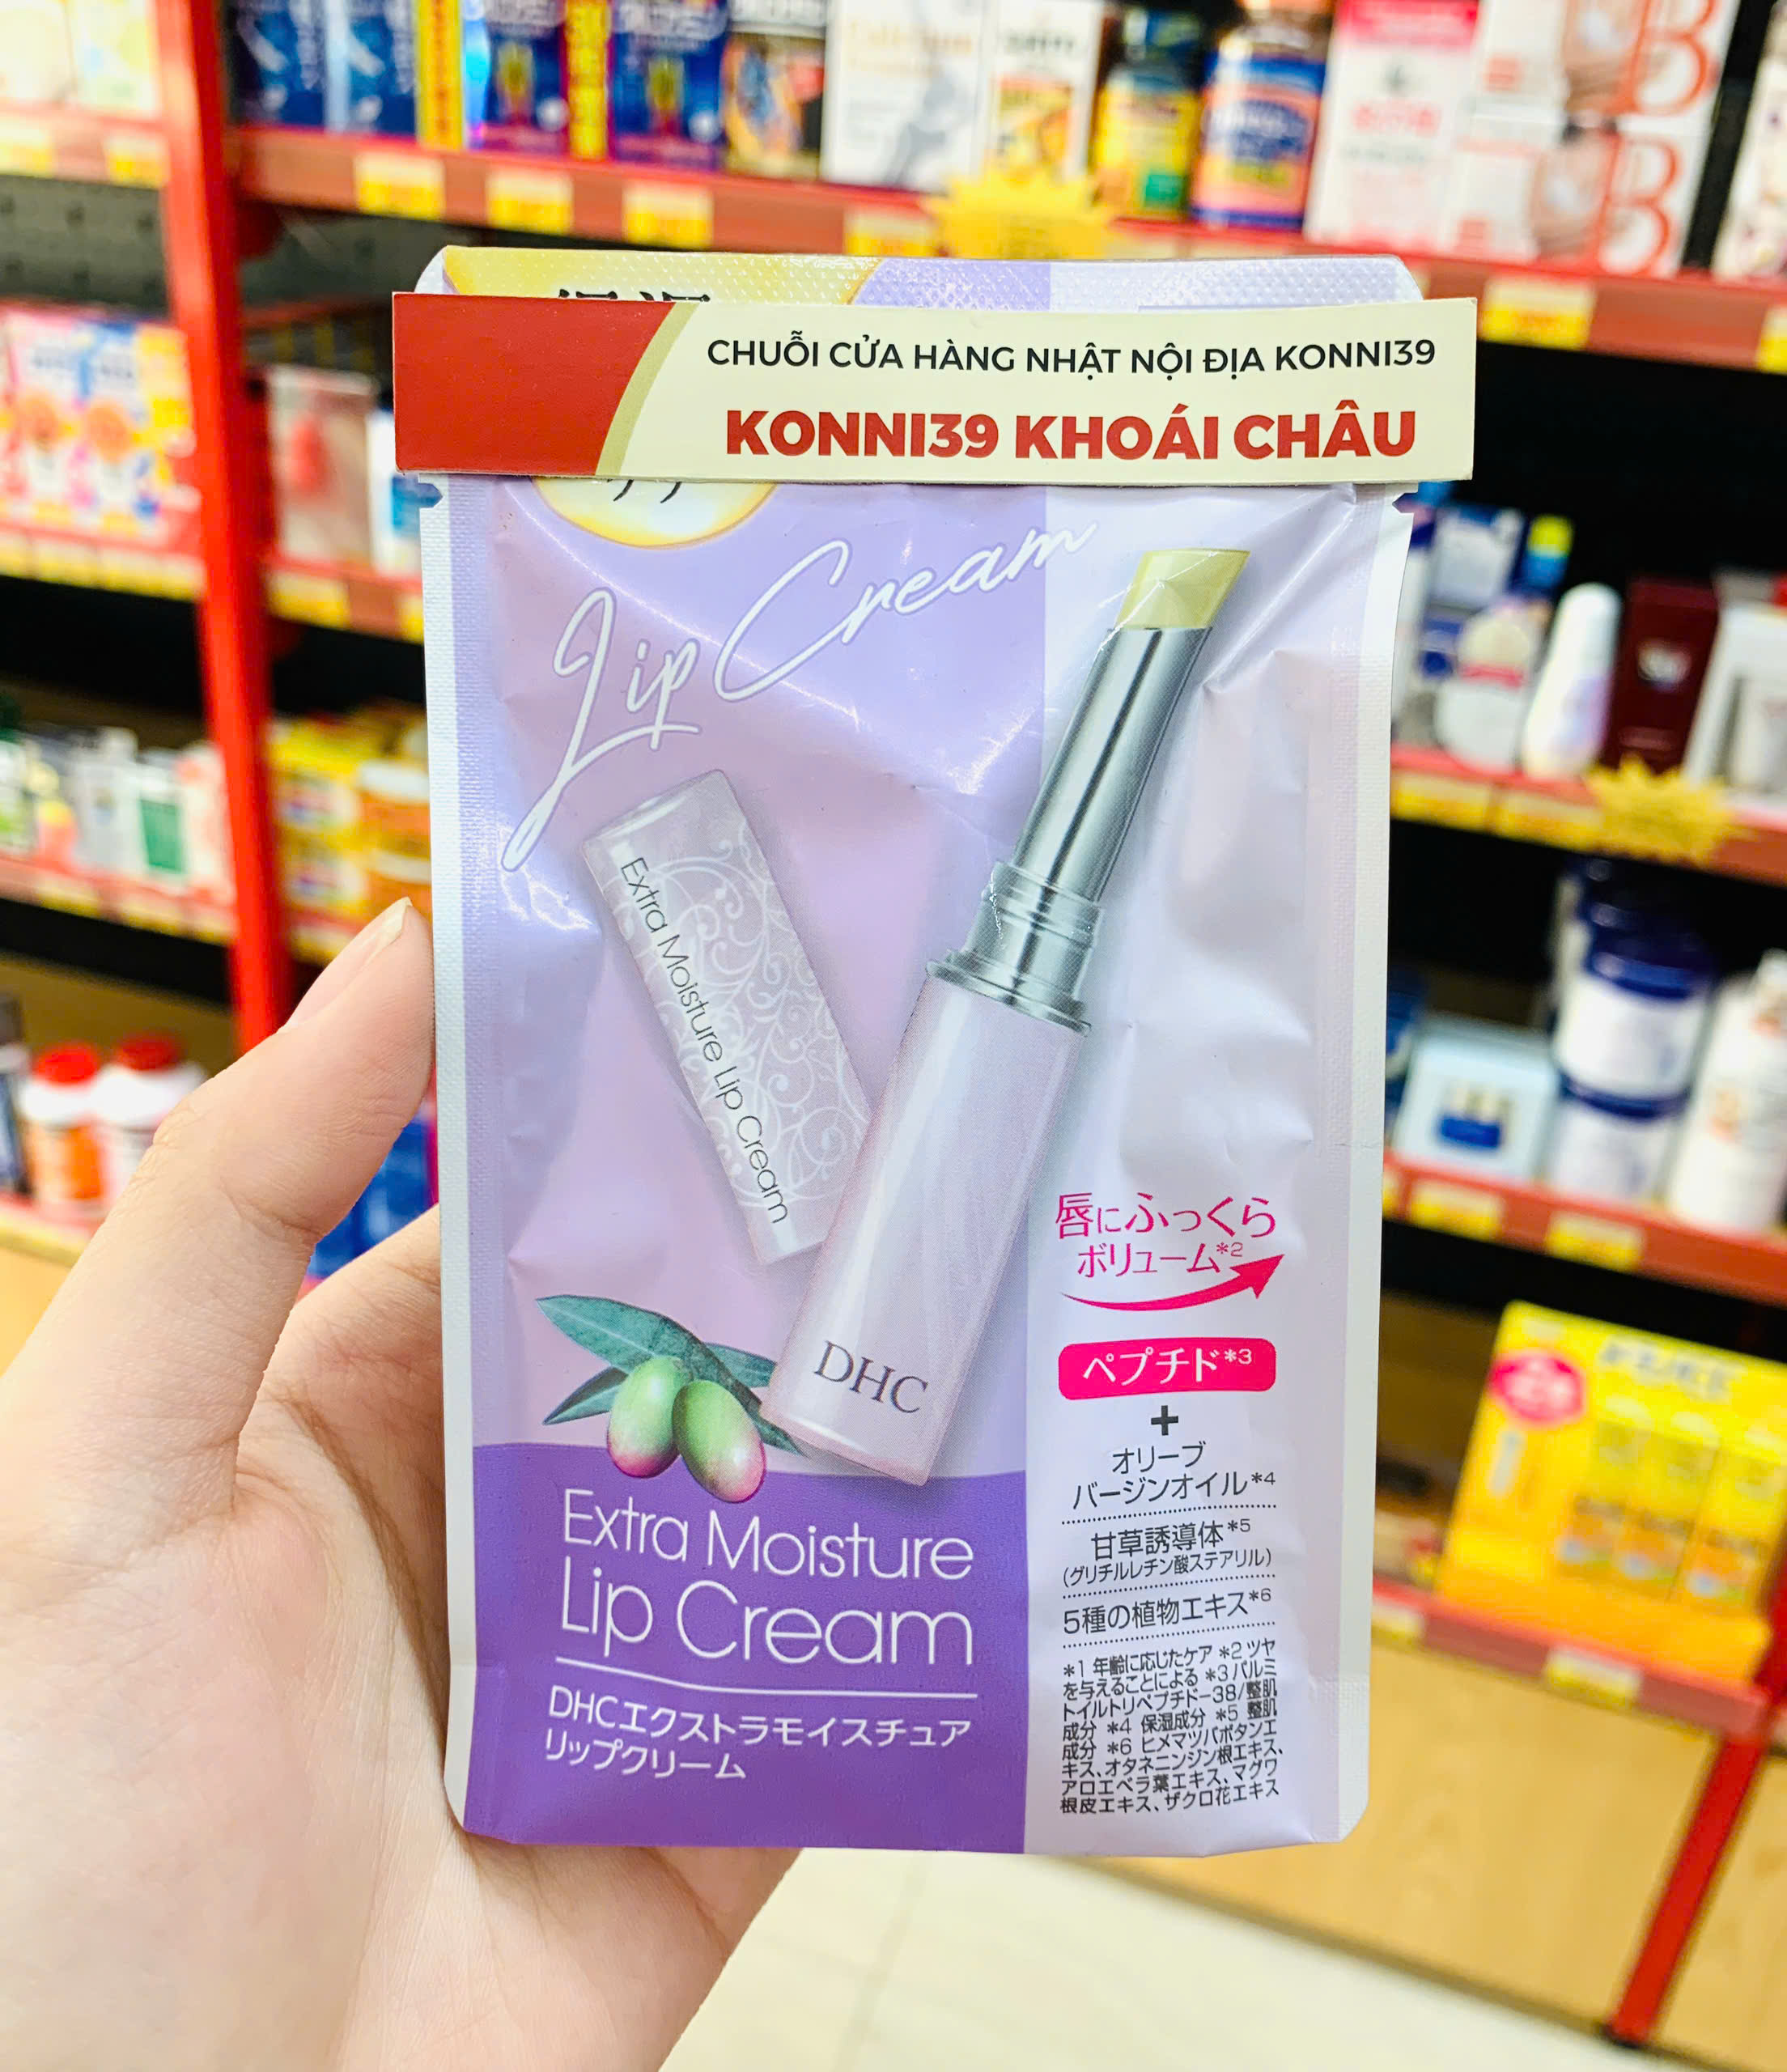 CHUỖI CỬA HÀNG NHẬT NỘI ĐỊA KONNI39
KONNI39 KHOÁI CHÂU
Lip Cream
Extra Moisture Lip Cream
DHC
唇にふっくら
ボリューム*2
ペプチド*3
+
オリーブ
バージンオイル*4
甘草誘導体*5
(グリチルレチン酸ステアリル)
5種の植物エキス*6
*1 年齢に応じたケア *2 ツヤ
を与えることによる *3 パルミ
トイルトリペプチド-38/整肌
成分 *4 保湿成分 *5 整肌
成分 *6 ヒメマツバボタンエ
キス、オタネニンジン根エキス、
アロエベラ葉エキス、マグワ
根皮エキス、ザクロ花エキス
Extra Moisture
Lip Cream
DHCエクストラモイスチュア
リップクリーム